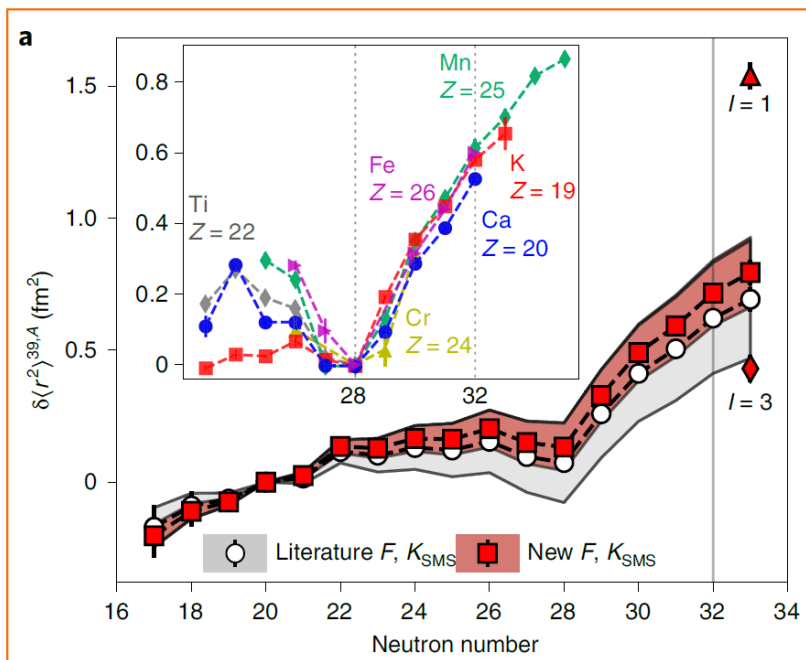 a
δ⟨r²⟩³⁹,ᴬ (fm²)
1.5
1.0
0.5
0
0.8
0.6
0.4
0.2
0
28
32
Mn
Z = 25
Fe
Z = 26
K
Z = 19
Ti
Z = 22
Ca
Z = 20
Cr
Z = 24
l = 1
l = 3
Literature F, K_SMS
New F, K_SMS
16 18 20 22 24 26 28 30 32 34
Neutron number